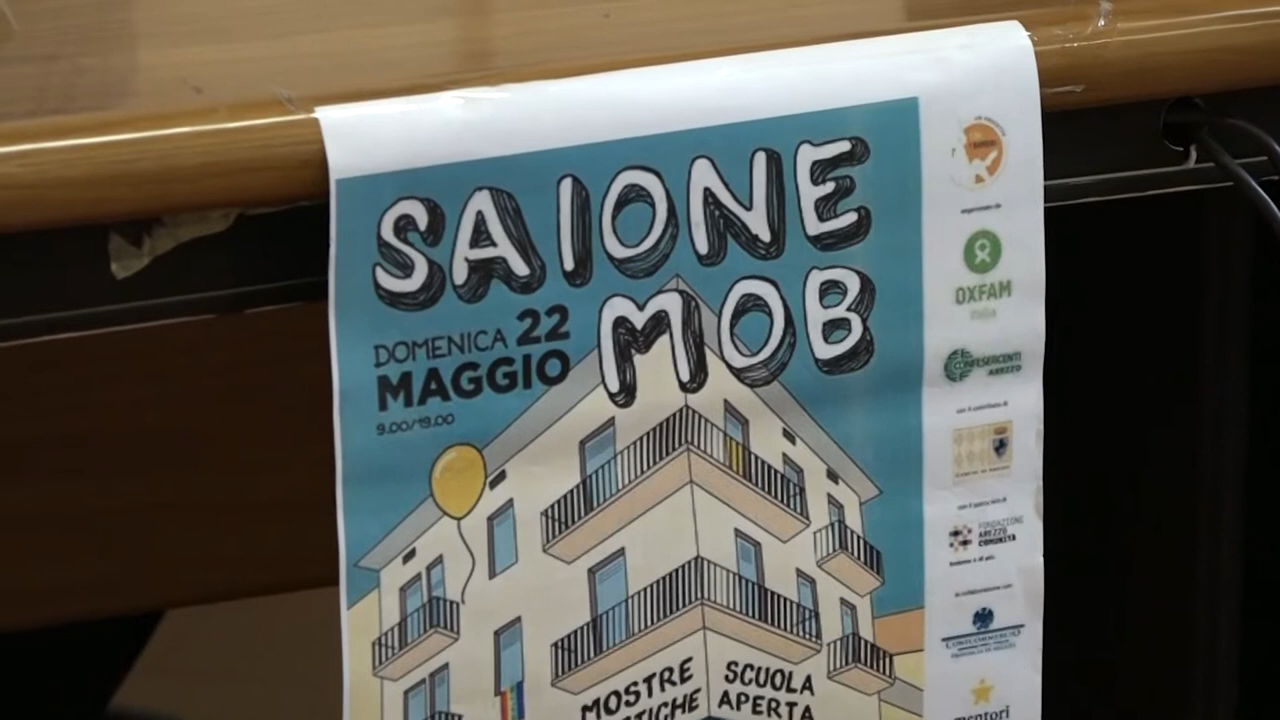 SAIONE
MOB
DOMENICA 22
MAGGIO
9.00/19.00
MOSTRE
SCUOLA
APERTA
OXFAM
Italia
CONFESERCENTI
AREZZO
FONDAZIONE
AREZZO
COMUNITÀ
CONFCOMMERCIO